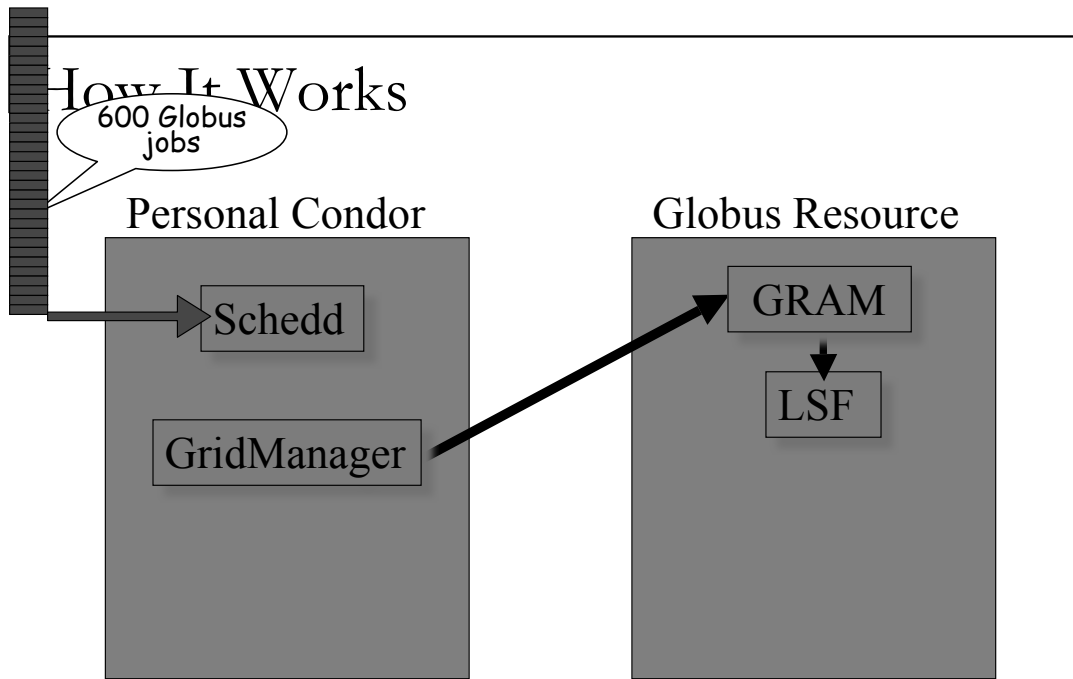 How It Works
600 Globus
jobs
Personal Condor
Globus Resource
Schedd
GRAM
LSF
GridManager